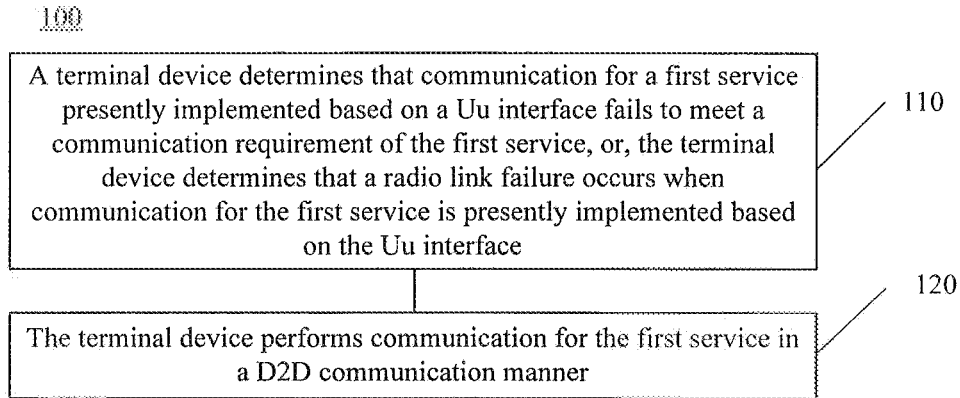 100
A terminal device determines that communication for a first service
presently implemented based on a Uu interface fails to meet a
communication requirement of the first service, or, the terminal
device determines that a radio link failure occurs when
communication for the first service is presently implemented based
on the Uu interface
110
120
The terminal device performs communication for the first service in
a D2D communication manner